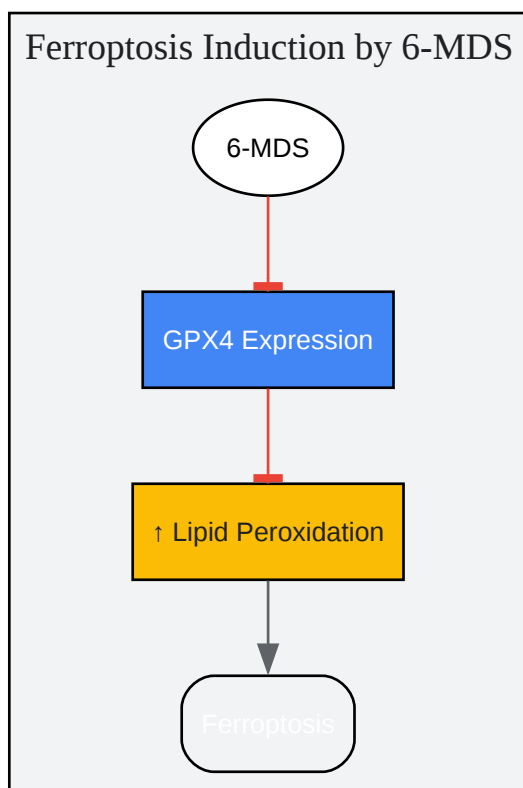 Ferroptosis Induction by 6-MDS
6-MDS
GPX4 Expression
↑ Lipid Peroxidation
Ferroptosis